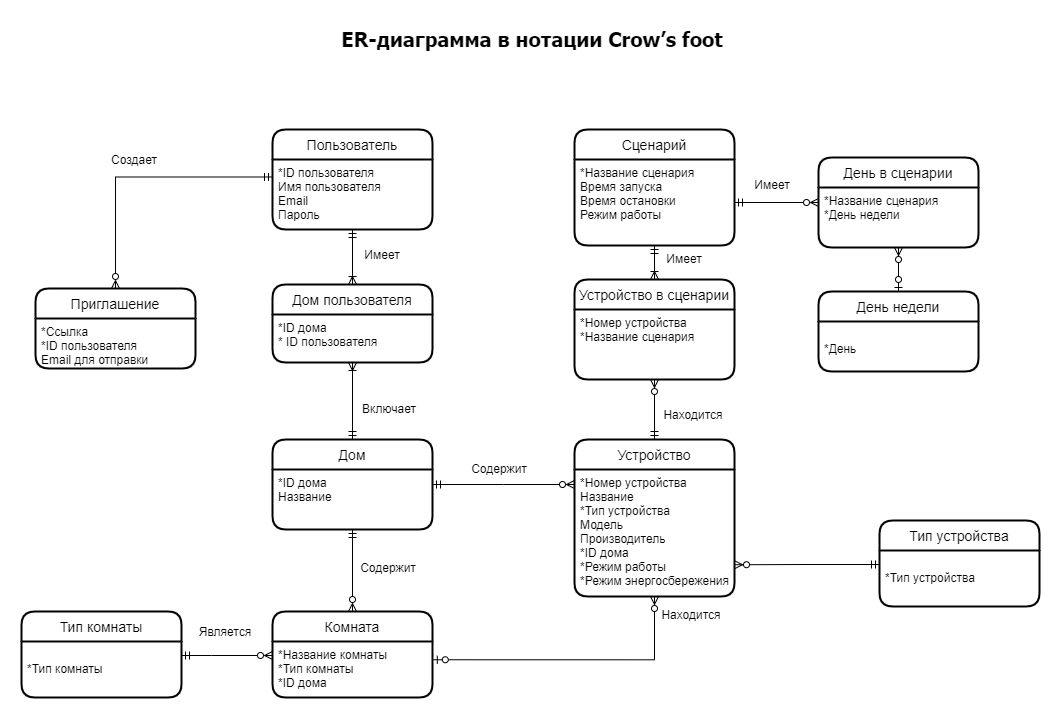 ER-диаграмма в нотации Crow’s foot
Создает
Пользователь
*ID пользователя
Имя пользователя
Email
Пароль
Имеет
Приглашение
*Ссылка
*ID пользователя
Email для отправки
Дом пользователя
*ID дома
* ID пользователя
Включает
Дом
*ID дома
Название
Содержит
Содержит
Тип комнаты
*Тип комнаты
Является
Комната
*Название комнаты
*Тип комнаты
*ID дома
Сценарий
*Название сценария
Время запуска
Время остановки
Режим работы
Имеет
Имеет
День в сценарии
*Название сценария
*День недели
День недели
*День
Устройство в сценарии
*Номер устройства
*Название сценария
Находится
Устройство
*Номер устройства
Название
*Тип устройства
Модель
Производитель
*ID дома
*Режим работы
*Режим энергосбережения
Находится
Тип устройства
*Тип устройства